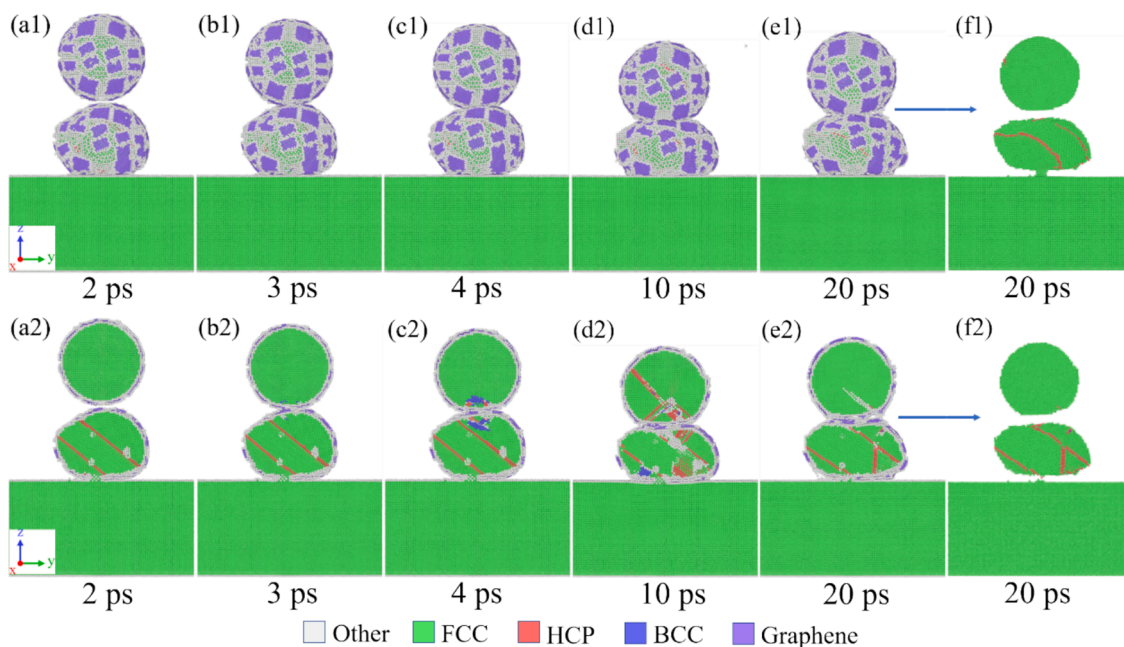 (a1) (b1) (c1) (d1) (e1) (f1)
z
x y
2 ps 3 ps 4 ps 10 ps 20 ps 20 ps
(a2) (b2) (c2) (d2) (e2) (f2)
z
x y
2 ps 3 ps 4 ps 10 ps 20 ps 20 ps
Other FCC HCP BCC Graphene